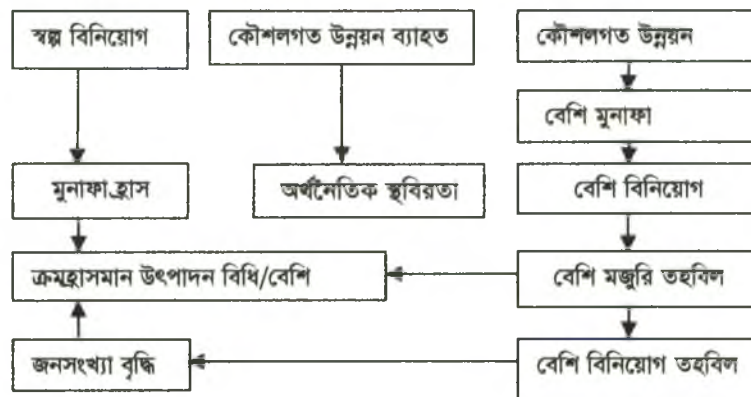 স্বল্প বিনিয়োগ
কৌশলগত উন্নয়ন ব্যাহত
কৌশলগত উন্নয়ন
বেশি মুনাফা
মুনাফা হ্রাস
অর্থনৈতিক স্থবিরতা
বেশি বিনিয়োগ
ক্রমহ্রাসমান উৎপাদন বিধি/বেশি
বেশি মজুরি তহবিল
জনসংখ্যা বৃদ্ধি
বেশি বিনিয়োগ তহবিল